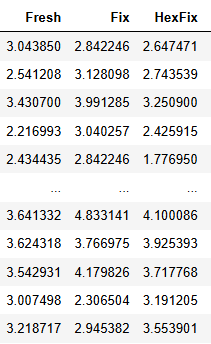 Fresh Fix HexFix
3.043850 2.842246 2.647471
2.541208 3.128098 2.743539
3.430700 3.991285 3.250900
2.216993 3.040257 2.425915
2.434435 2.842246 1.776950
... ... ...
3.641332 4.833141 4.100086
3.624318 3.766975 3.925393
3.542931 4.179826 3.717768
3.007498 2.306504 3.191205
3.218717 2.945382 3.553901